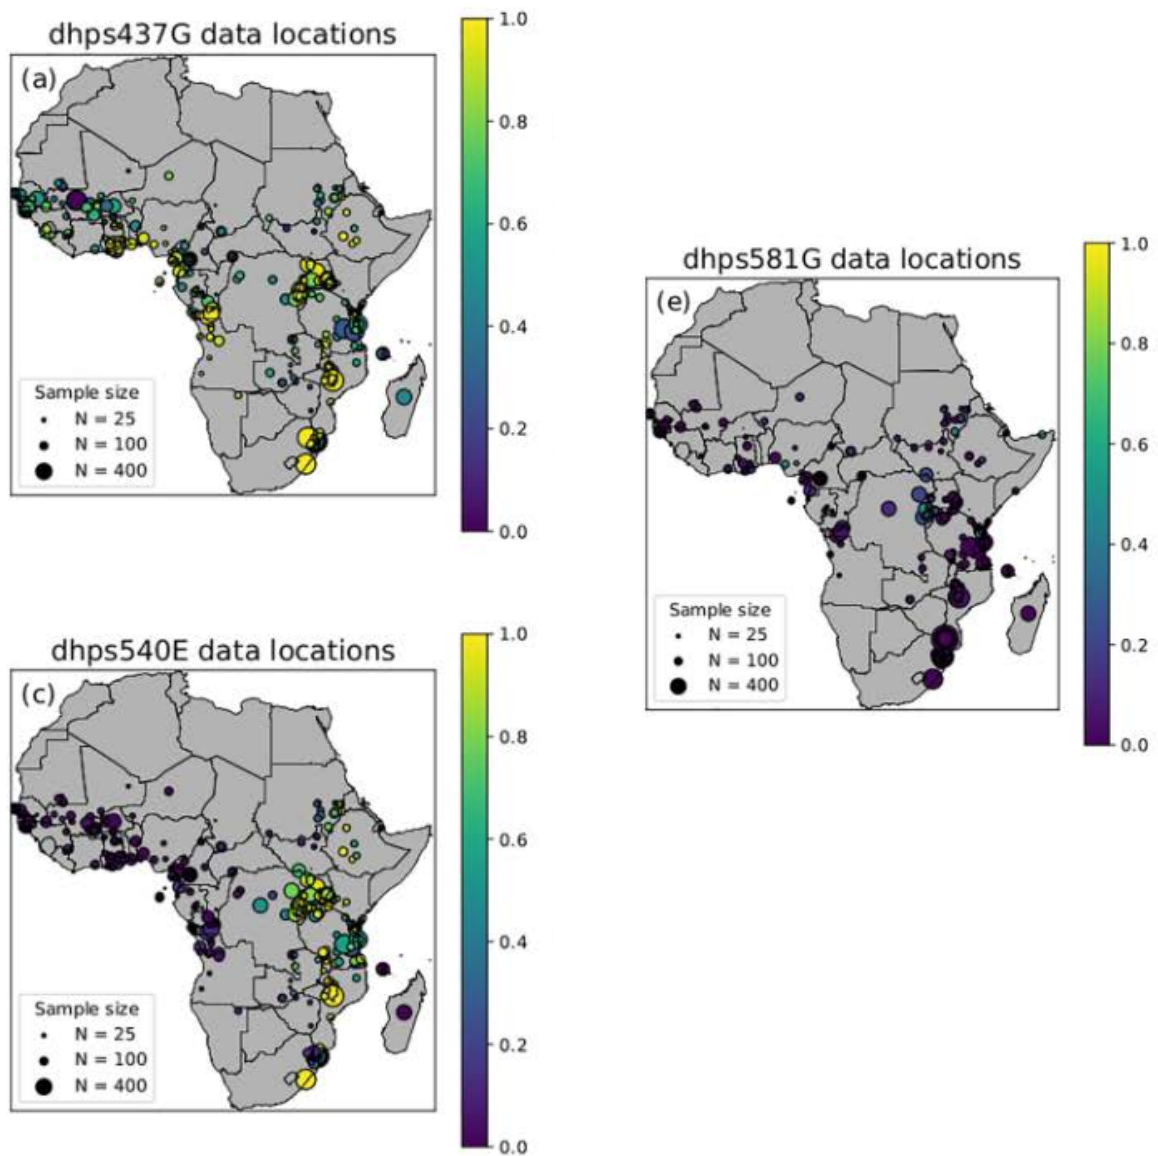 dhps437G data locations
(a)
1.0
0.8
0.6
0.4
0.2
0.0
Sample size
N = 25
N = 100
N = 400
dhps581G data locations
(e)
1.0
0.8
0.6
0.4
0.2
0.0
Sample size
N = 25
N = 100
N = 400
dhps540E data locations
(c)
1.0
0.8
0.6
0.4
0.2
0.0
Sample size
N = 25
N = 100
N = 400